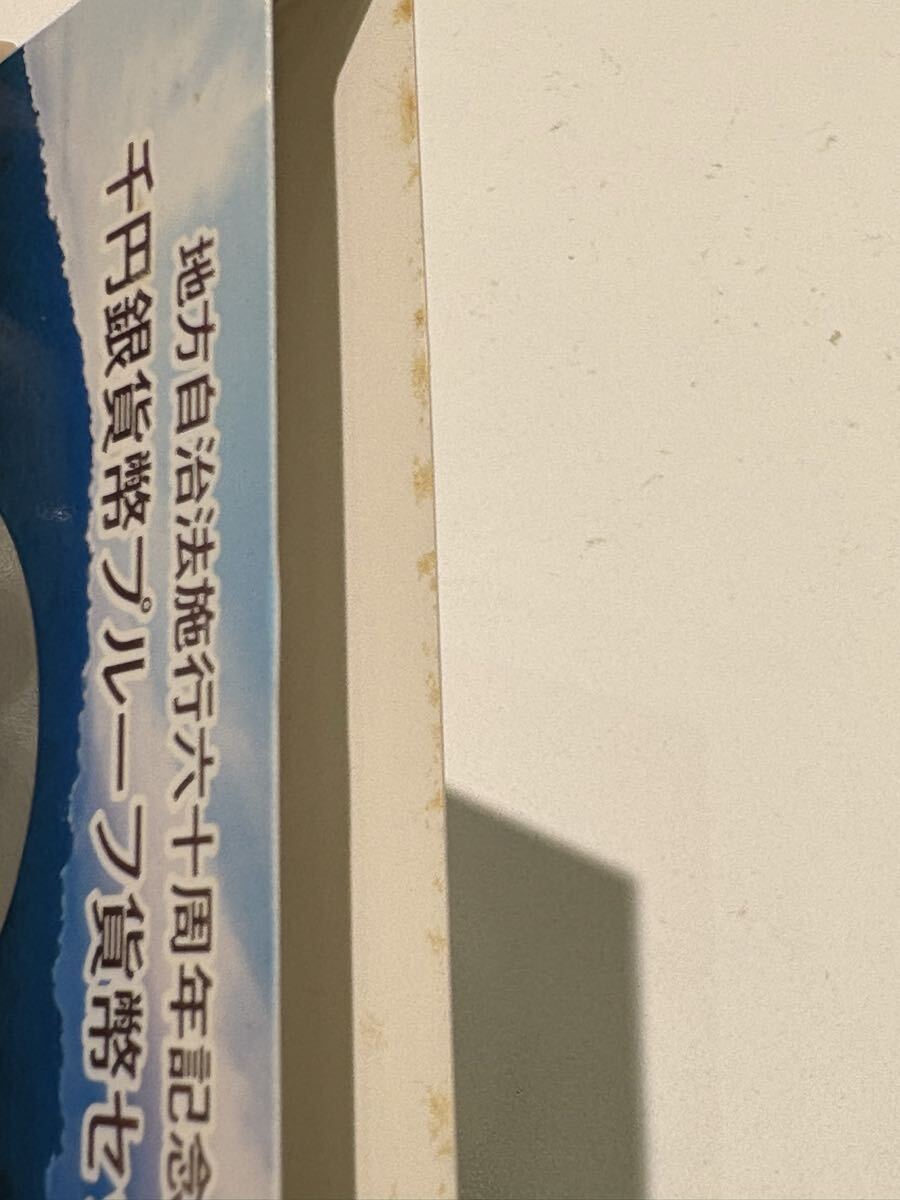 地方自治法施行六十周年記念
千円銀貨幣プルーフ貨幣セ